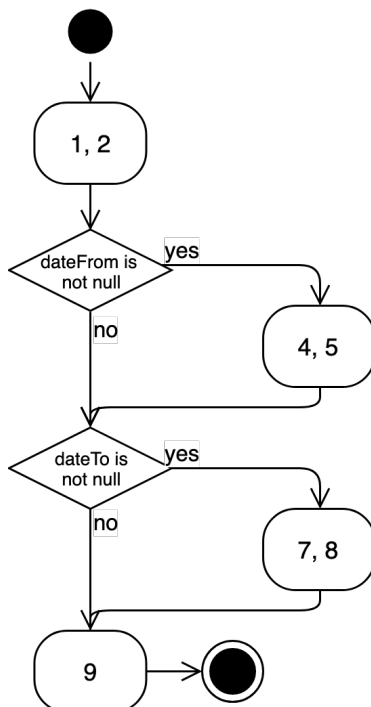 1, 2
dateFrom is
not null
yes
no
4, 5
dateTo is
not null
yes
no
7, 8
9